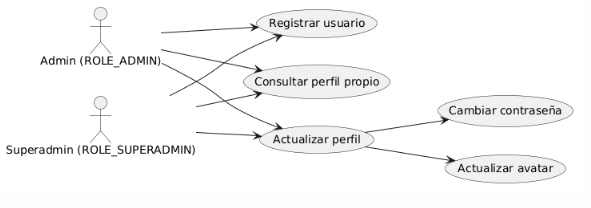 Registrar usuario
Admin (ROLE_ADMIN)
Consultar perfil propio
Cambiar contraseña
Superadmin (ROLE_SUPERADMIN)
Actualizar perfil
Actualizar avatar